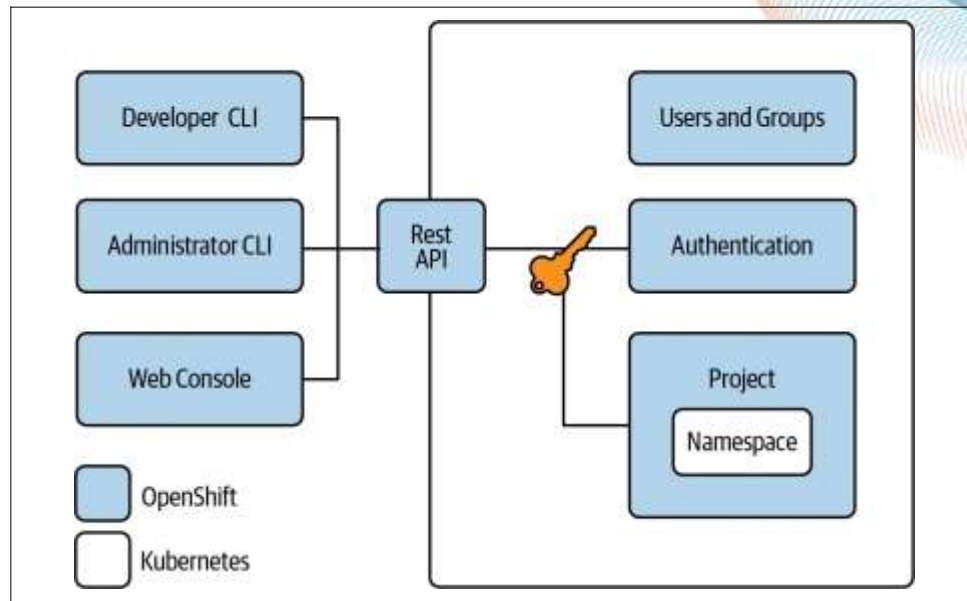 Developer CLI
Administrator CLI
Web Console
Rest
API
Users and Groups
Authentication
Project
Namespace
OpenShift
Kubernetes